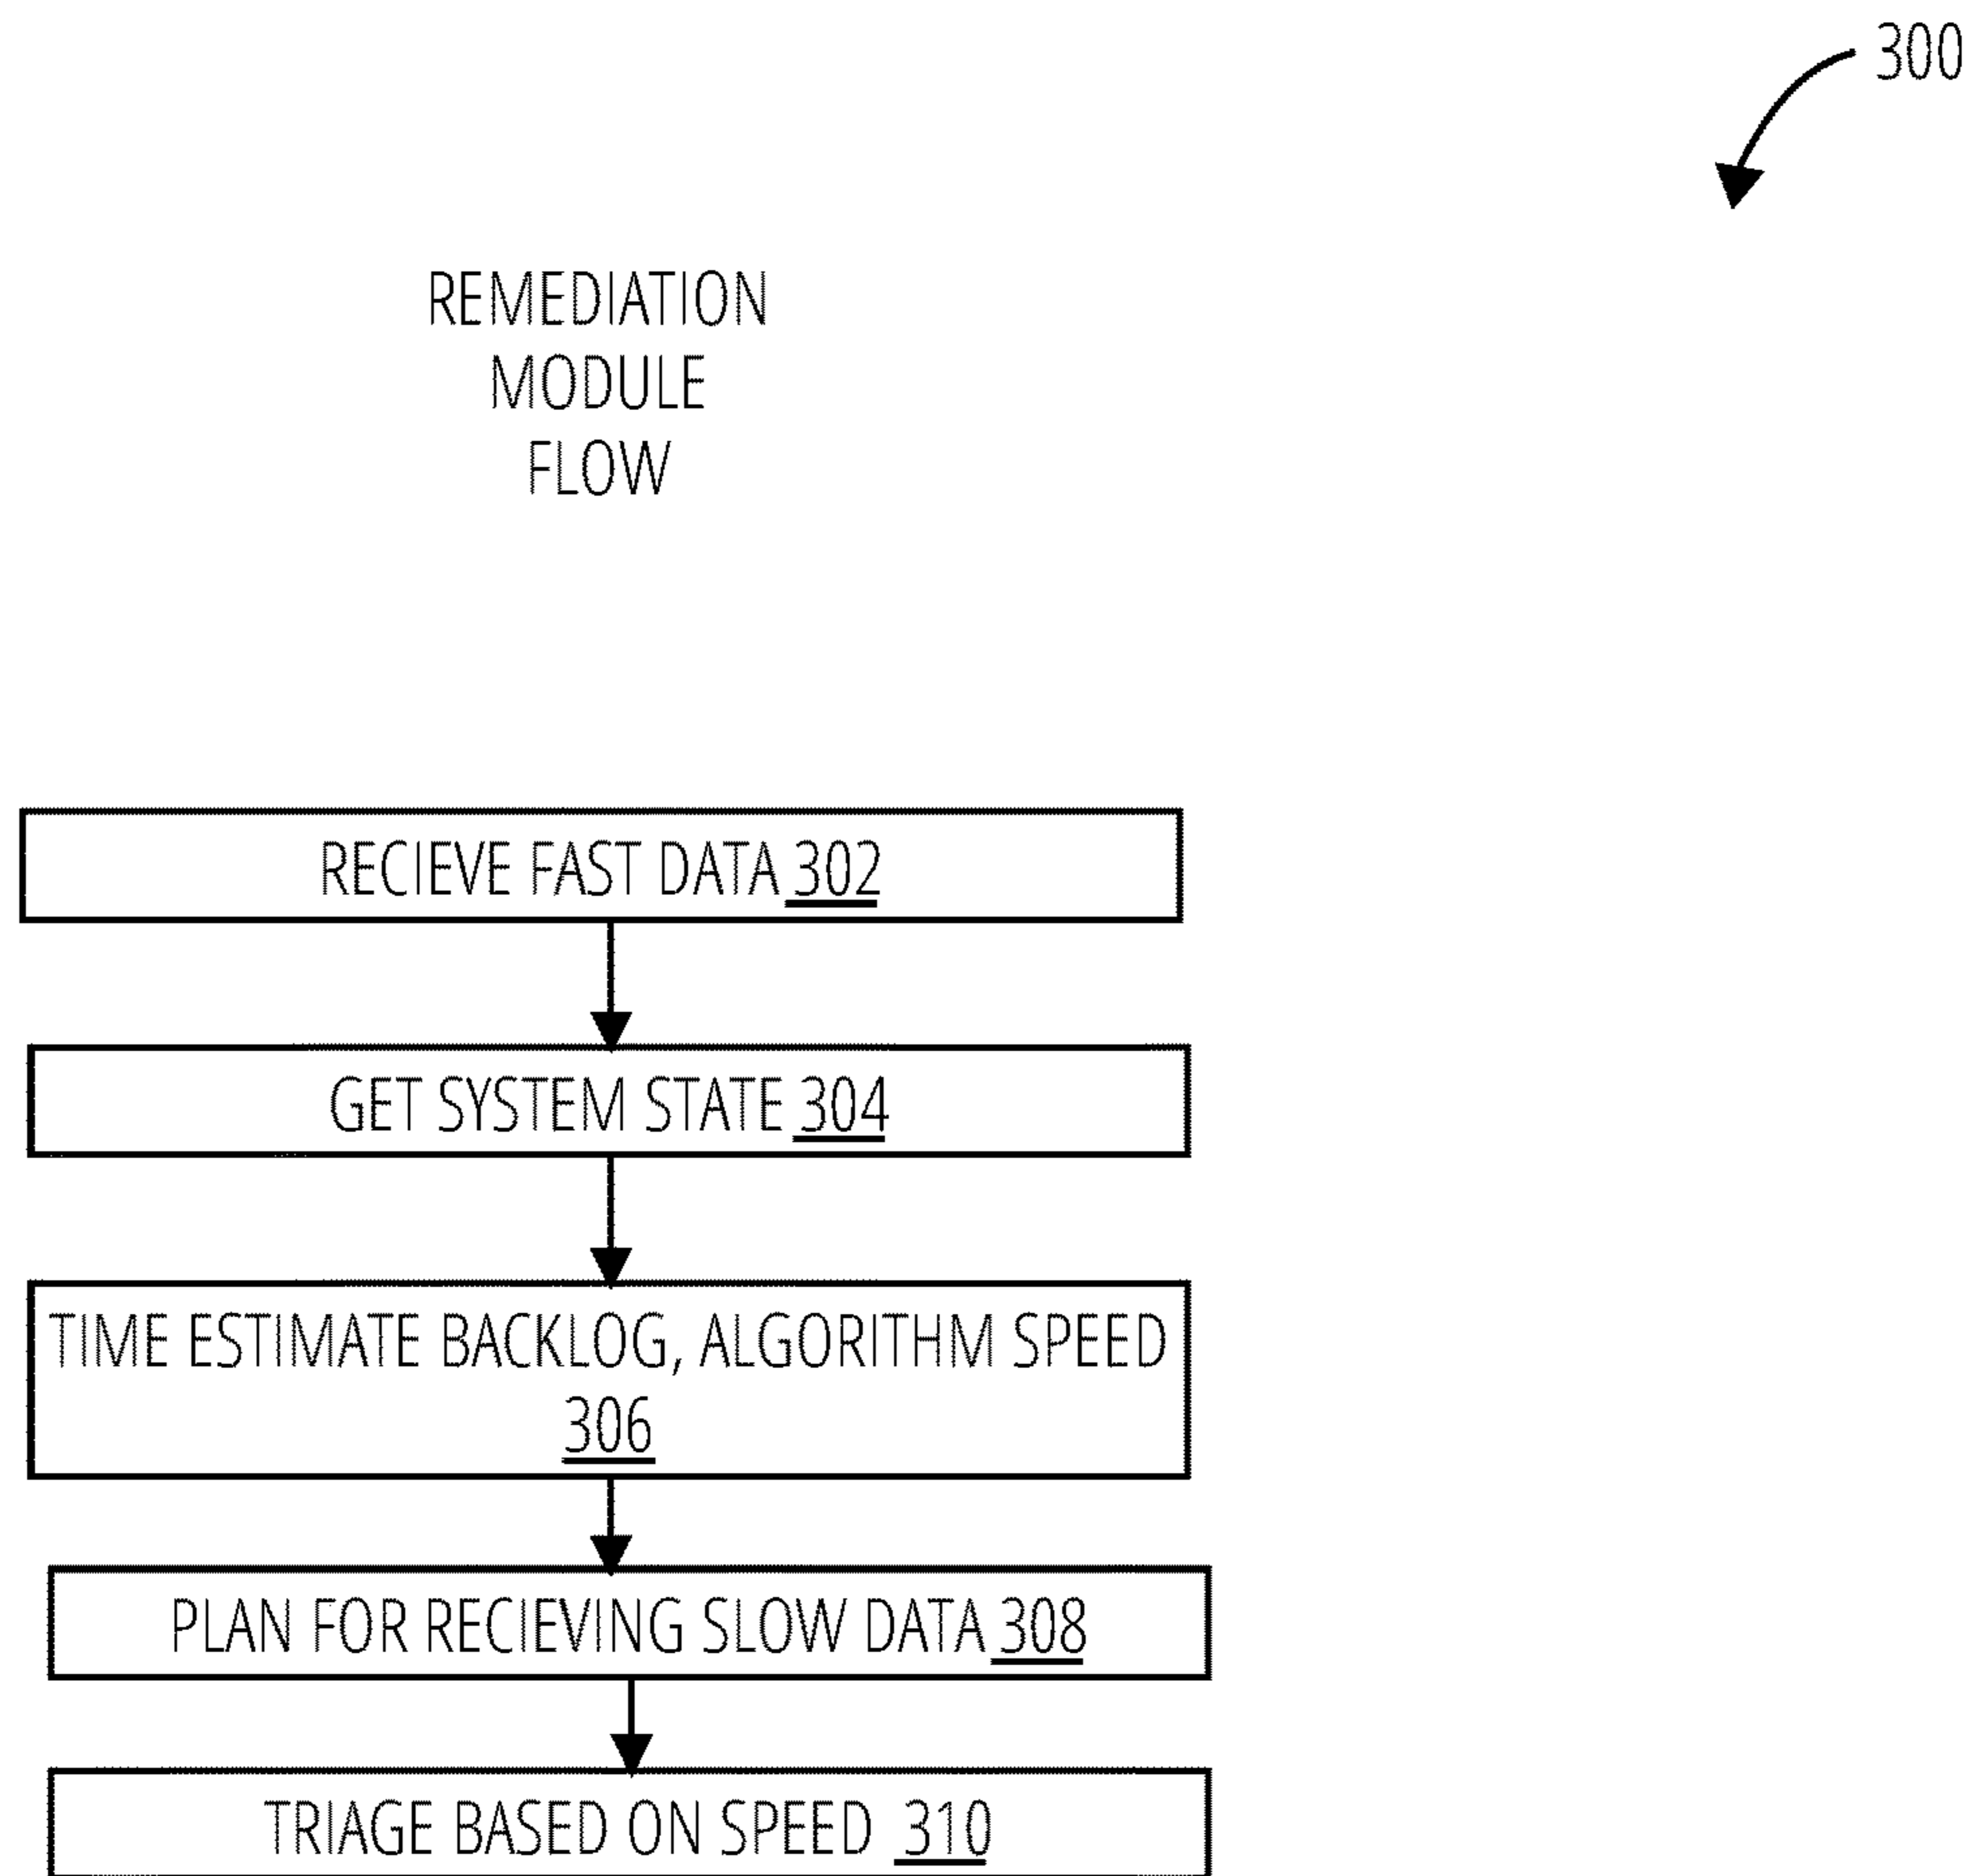 300
REMEDIATION
MODULE
FLOW
RECIEVE FAST DATA 302
GET SYSTEM STATE 304
TIME ESTIMATE BACKLOG, ALGORITHM SPEED
306
PLAN FOR RECIEVING SLOW DATA 308
TRIAGE BASED ON SPEED 310